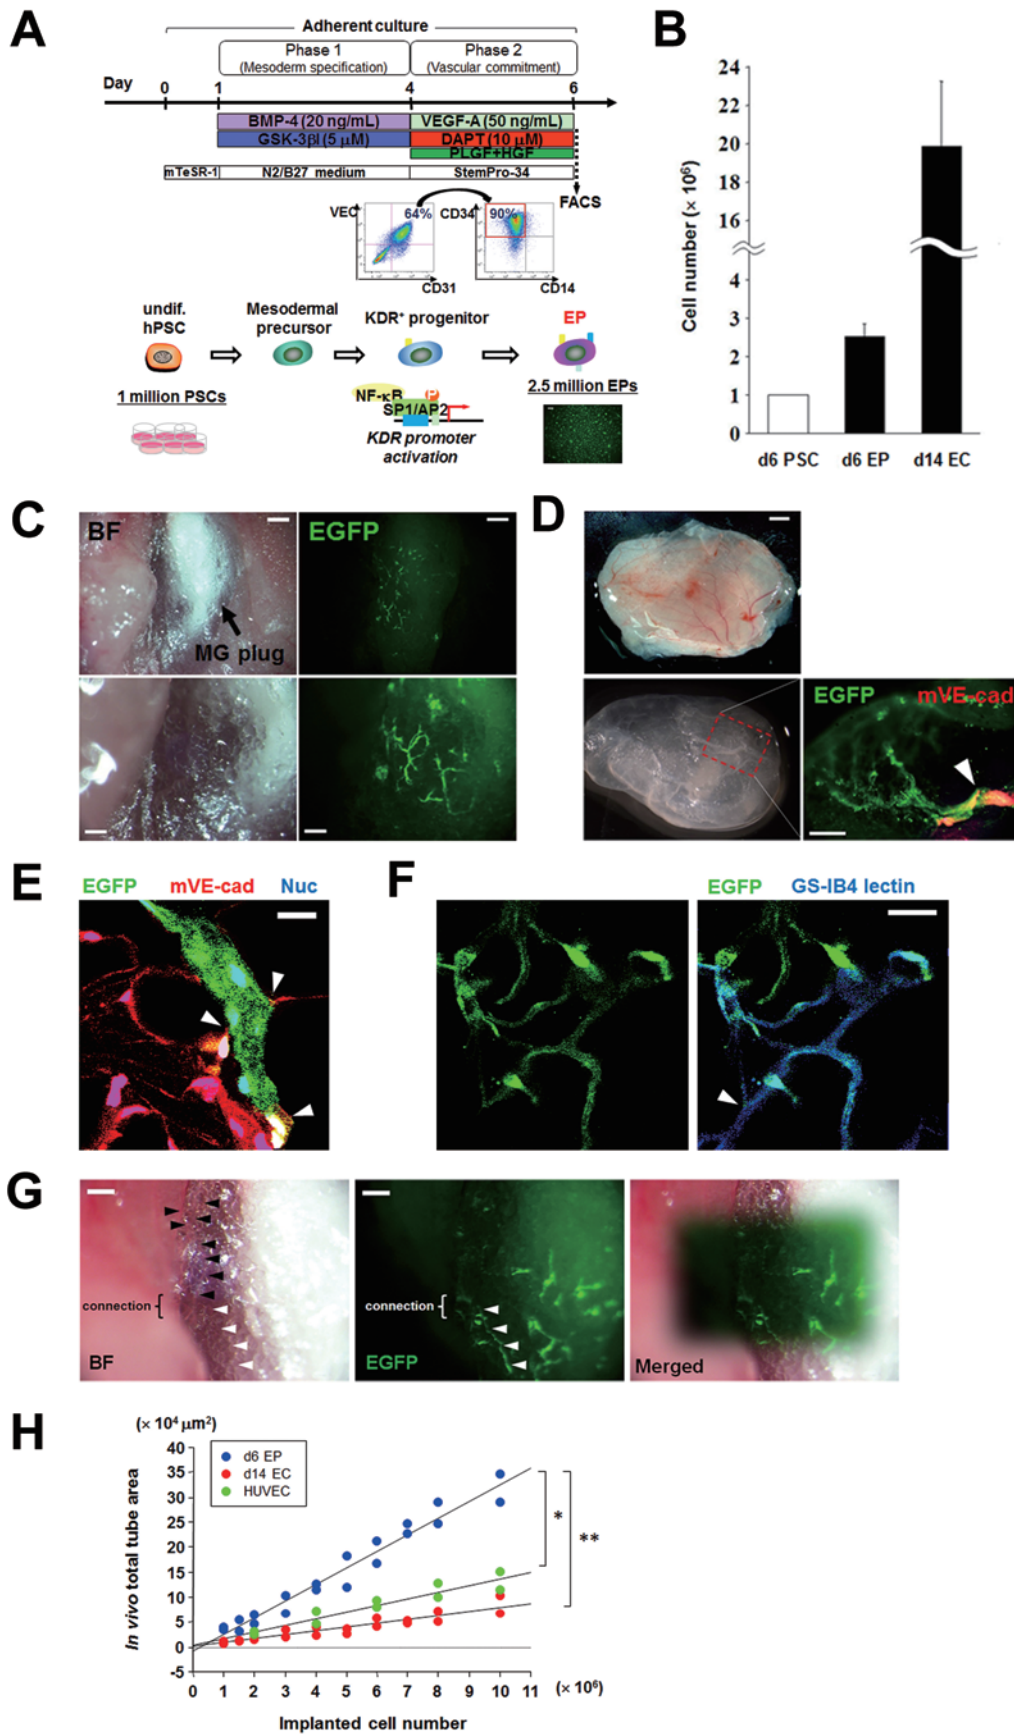 A
Adherent culture
Phase 1
(Mesoderm specification)
Phase 2
(Vascular commitment)
Day
0
1
4
6
BMP-4 (20 ng/mL)
VEGF-A (50 ng/mL)
GSK-3βI (5 μM)
DAPT (10 μM)
PLGF+HGF
mTeSR-1
N2/B27 medium
StemPro-34
FACS
VEC
64%
CD31
CD34
90%
CD14
undif.
hPSC
Mesodermal
precursor
KDR⁺ progenitor
EP
1 million PSCs
2.5 million EPs
NF-κB
P
SP1/AP2
KDR promoter
activation
B
Cell number (× 10⁶)
24
22
20
18
16
4
3
2
1
0
d6 PSC
d6 EP
d14 EC
C
BF
EGFP
MG plug
D
EGFP
mVE-cad
E
EGFP
mVE-cad
Nuc
F
EGFP
GS-IB4 lectin
G
connection
BF
connection
EGFP
Merged
H
(× 10⁴ μm²)
In vivo total tube area
40
35
30
25
20
15
10
5
0
-5
d6 EP
d14 EC
HUVEC
*
**
0 1 2 3 4 5 6 7 8 9 10 11
(× 10⁶)
Implanted cell number